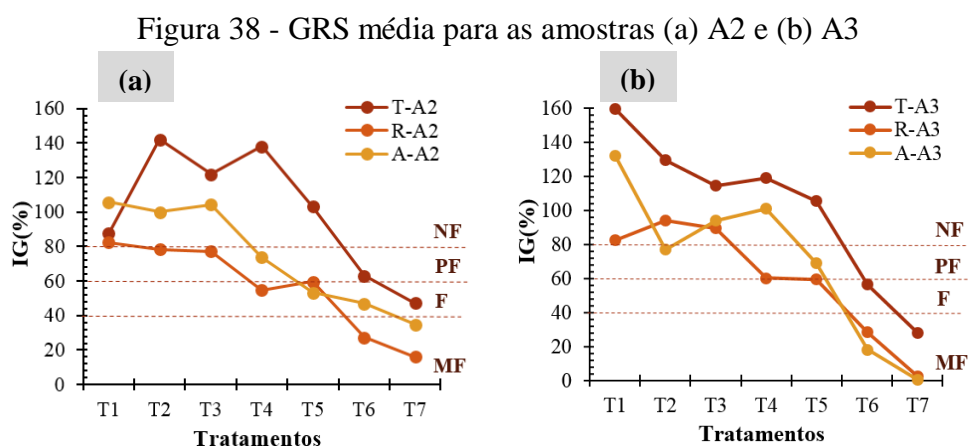 Figura 38 - GRS média para as amostras (a) A2 e (b) A3
(a)
T-A2
R-A2
A-A2
IG(%)
160
140
120
100
80
60
40
20
0
NF
PF
F
MF
T1 T2 T3 T4 T5 T6 T7
Tratamentos
(b)
T-A3
R-A3
A-A3
IG(%)
160
140
120
100
80
60
40
20
0
NF
PF
F
MF
T1 T2 T3 T4 T5 T6 T7
Tratamentos